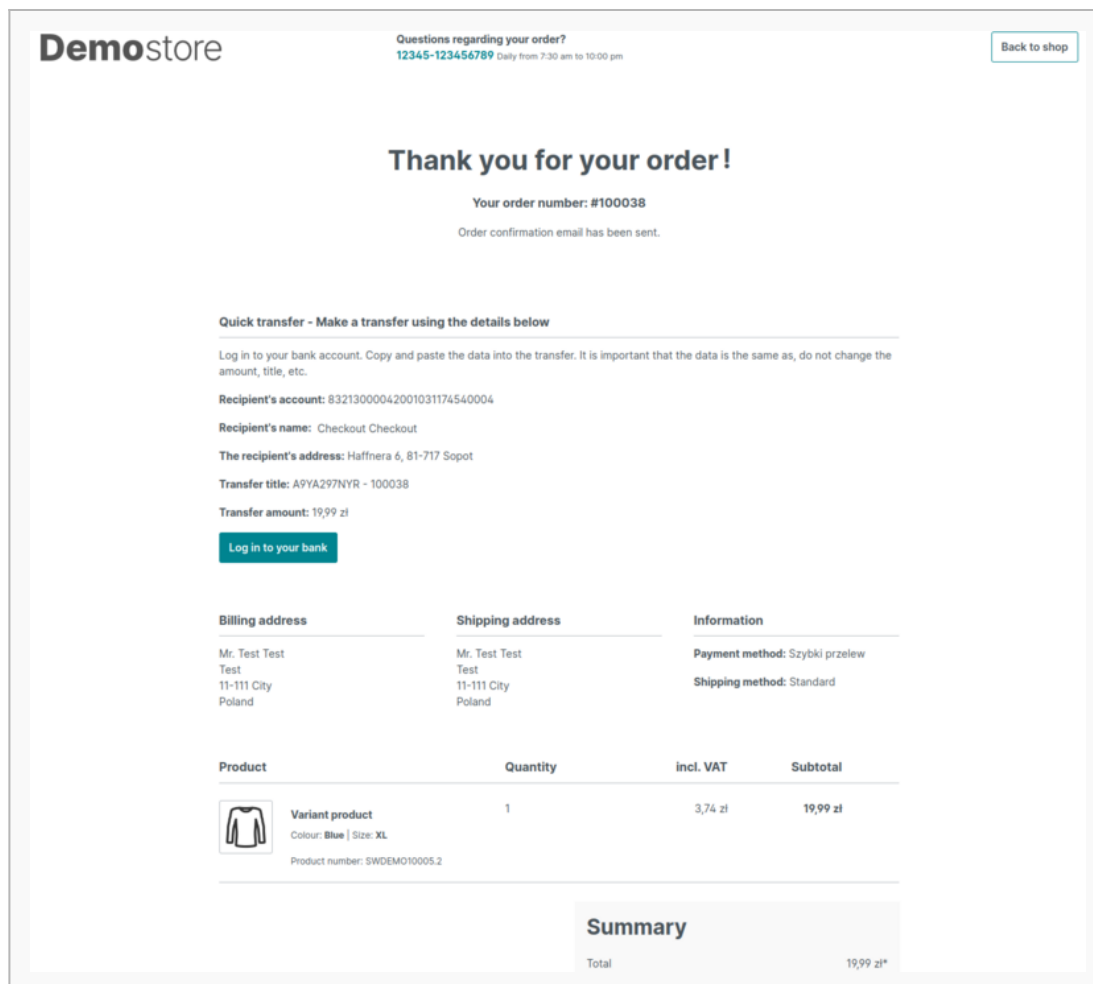 Demostore
Questions regarding your order?
12345-123456789 Daily from 7:30 am to 10:00 pm
Back to shop
Thank you for your order!
Your order number: #100038
Order confirmation email has been sent.
Quick transfer - Make a transfer using the details below
Log in to your bank account. Copy and paste the data into the transfer. It is important that the data is the same as, do not change the
amount, title, etc.
Recipient's account: 83213000042001031174540004
Recipient's name: Checkout Checkout
The recipient's address: Haffnera 6, 81-717 Sopot
Transfer title: A9YA297NYR - 100038
Transfer amount: 19,99 zł
Log in to your bank
Billing address Shipping address Information
Mr. Test Test Mr. Test Test Payment method: Szybki przelew
Test Test
11-111 City 11-111 City Shipping method: Standard
Poland Poland
Product Quantity incl. VAT Subtotal
Variant product 1 3,74 zł 19,99 zł
Colour: Blue | Size: XL
Product number: SWDEMO10005.2
Summary
Total 19,99 zł*